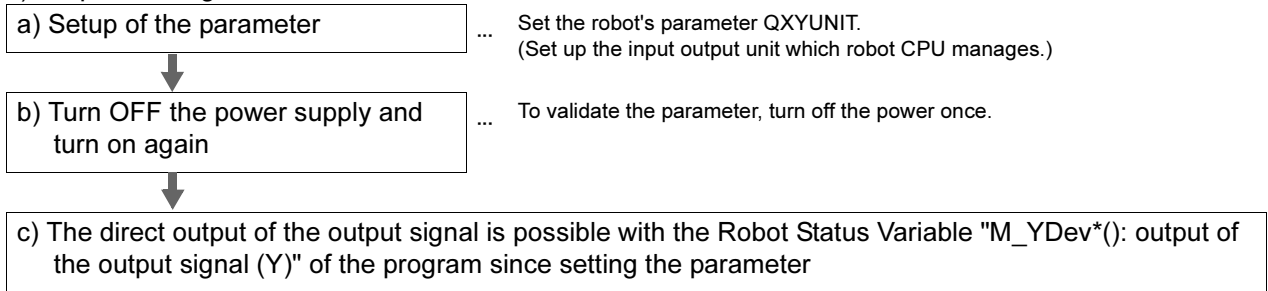 a) Setup of the parameter
... Set the robot's parameter QXYUNIT.
(Set up the input output unit which robot CPU manages.)
b) Turn OFF the power supply and
turn on again
... To validate the parameter, turn off the power once.
c) The direct output of the output signal is possible with the Robot Status Variable "M_YDev*(): output of
the output signal (Y)" of the program since setting the parameter